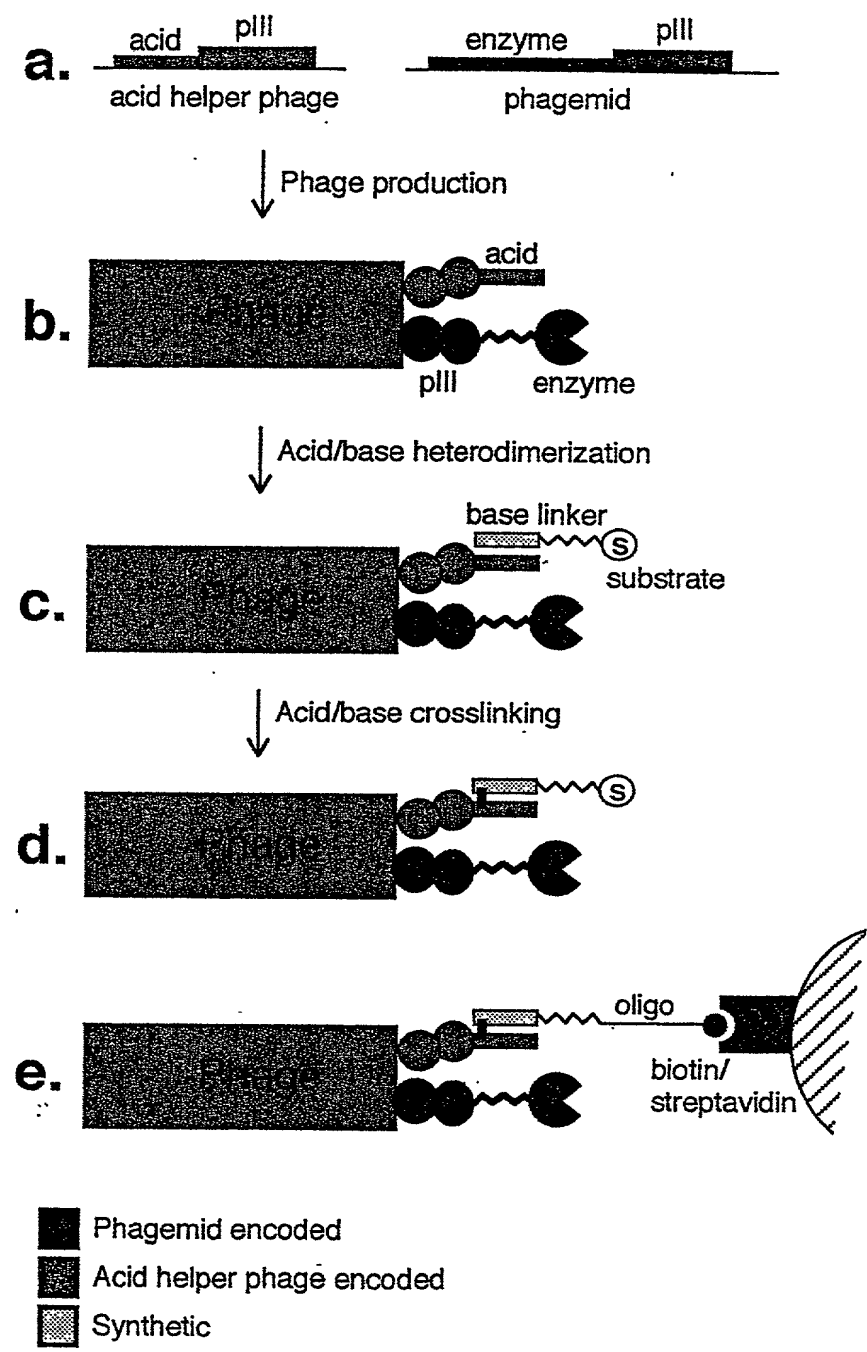 a.
acid
pIII
acid helper phage
enzyme
pIII
phagemid
Phage production
b.
Phage
acid
pIII
enzyme
Acid/base heterodimerization
c.
Phage
base linker
S
substrate
Acid/base crosslinking
d.
Phage
S
e.
Phage
oligo
biotin/
streptavidin
Phagemid encoded
Acid helper phage encoded
Synthetic